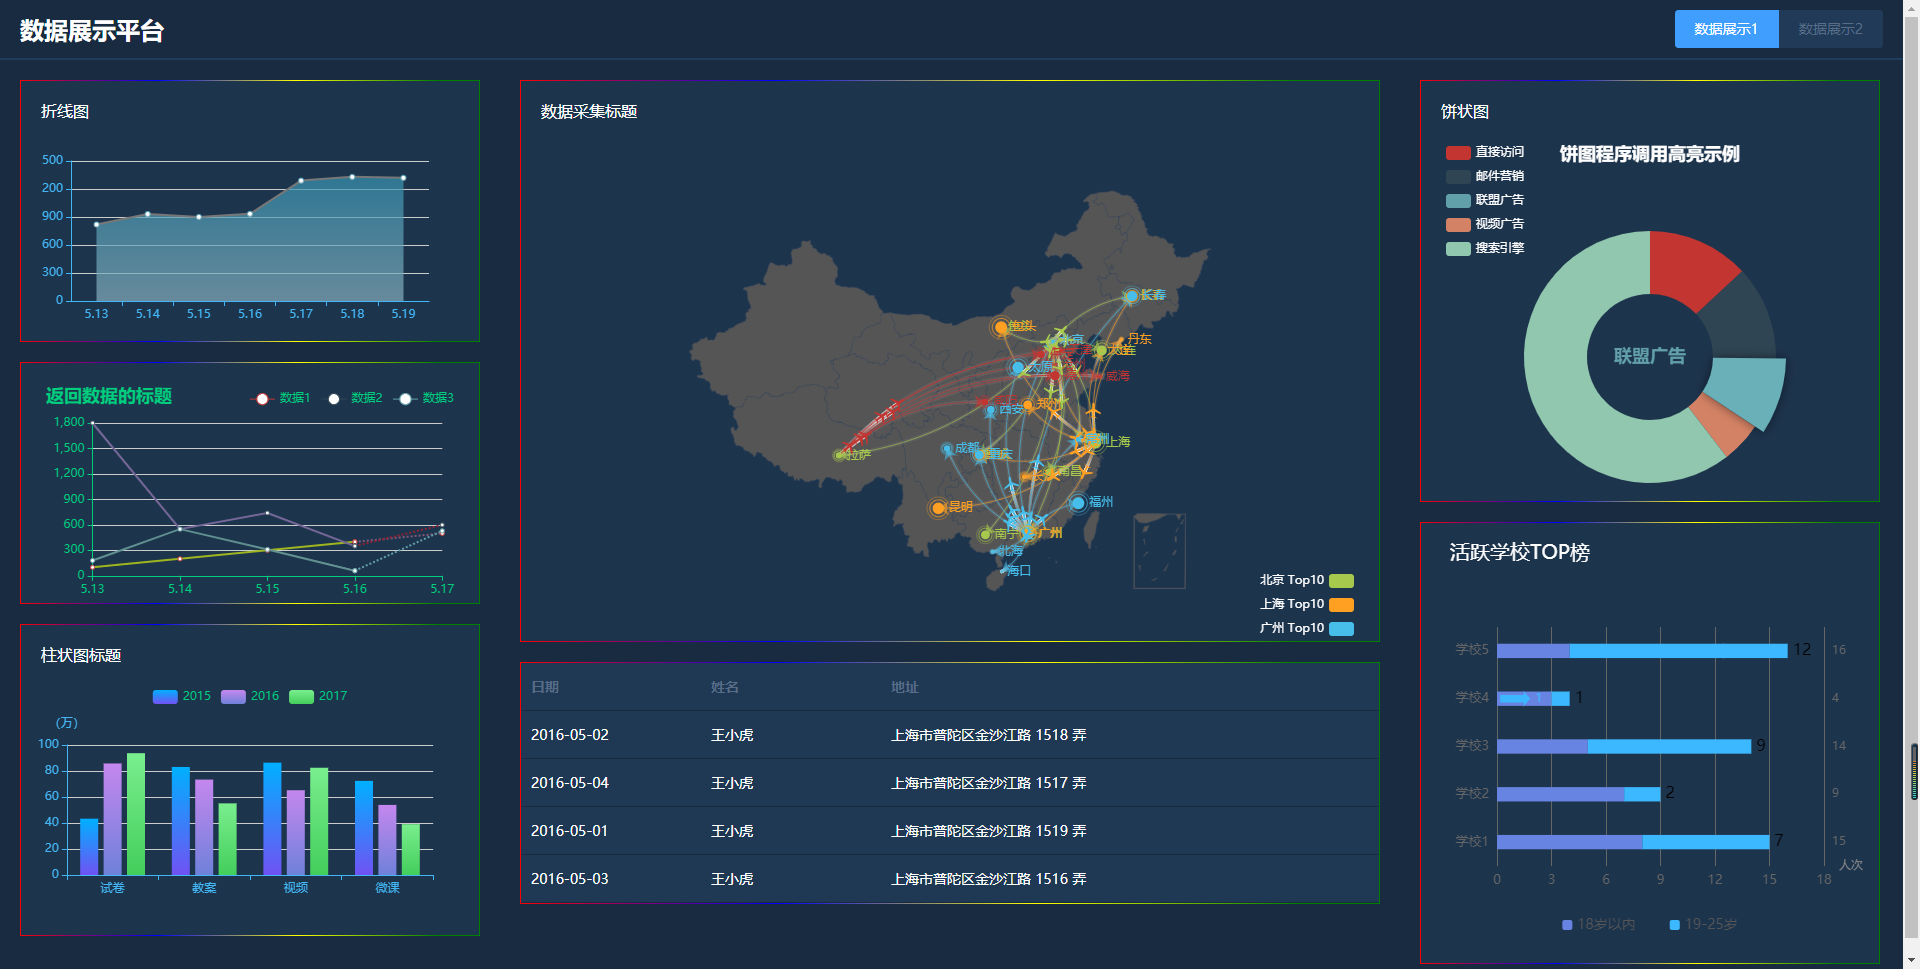 数据展示平台
数据展示1
数据展示2
折线图
500
200
900
600
300
0
5.13 5.14 5.15 5.16 5.17 5.18 5.19
返回数据的标题
数据1 数据2 数据3
1,800
1,500
1,200
900
600
300
0
5.13 5.14 5.15 5.16 5.17
柱状图标题
2015 2016 2017
(万)
100
80
60
40
20
0
试卷 教案 视频 微课
数据采集标题
长春
丹东
大连
威海
太原
西安
郑州
成都
上海
拉萨
南昌
昆明
福州
南宁
广州
北海
海口
北京 Top10
上海 Top10
广州 Top10
日期 姓名 地址
2016-05-02 王小虎 上海市普陀区金沙江路 1518 弄
2016-05-04 王小虎 上海市普陀区金沙江路 1517 弄
2016-05-01 王小虎 上海市普陀区金沙江路 1519 弄
2016-05-03 王小虎 上海市普陀区金沙江路 1516 弄
饼状图
直接访问
邮件营销
联盟广告
视频广告
搜索引擎
饼图程序调用高亮示例
联盟广告
活跃学校TOP榜
学校5 12 16
学校4 1 1 4
学校3 9 14
学校2 2 9
学校1 7 15
人次
0 3 6 9 12 15 18
18岁以内 19-25岁